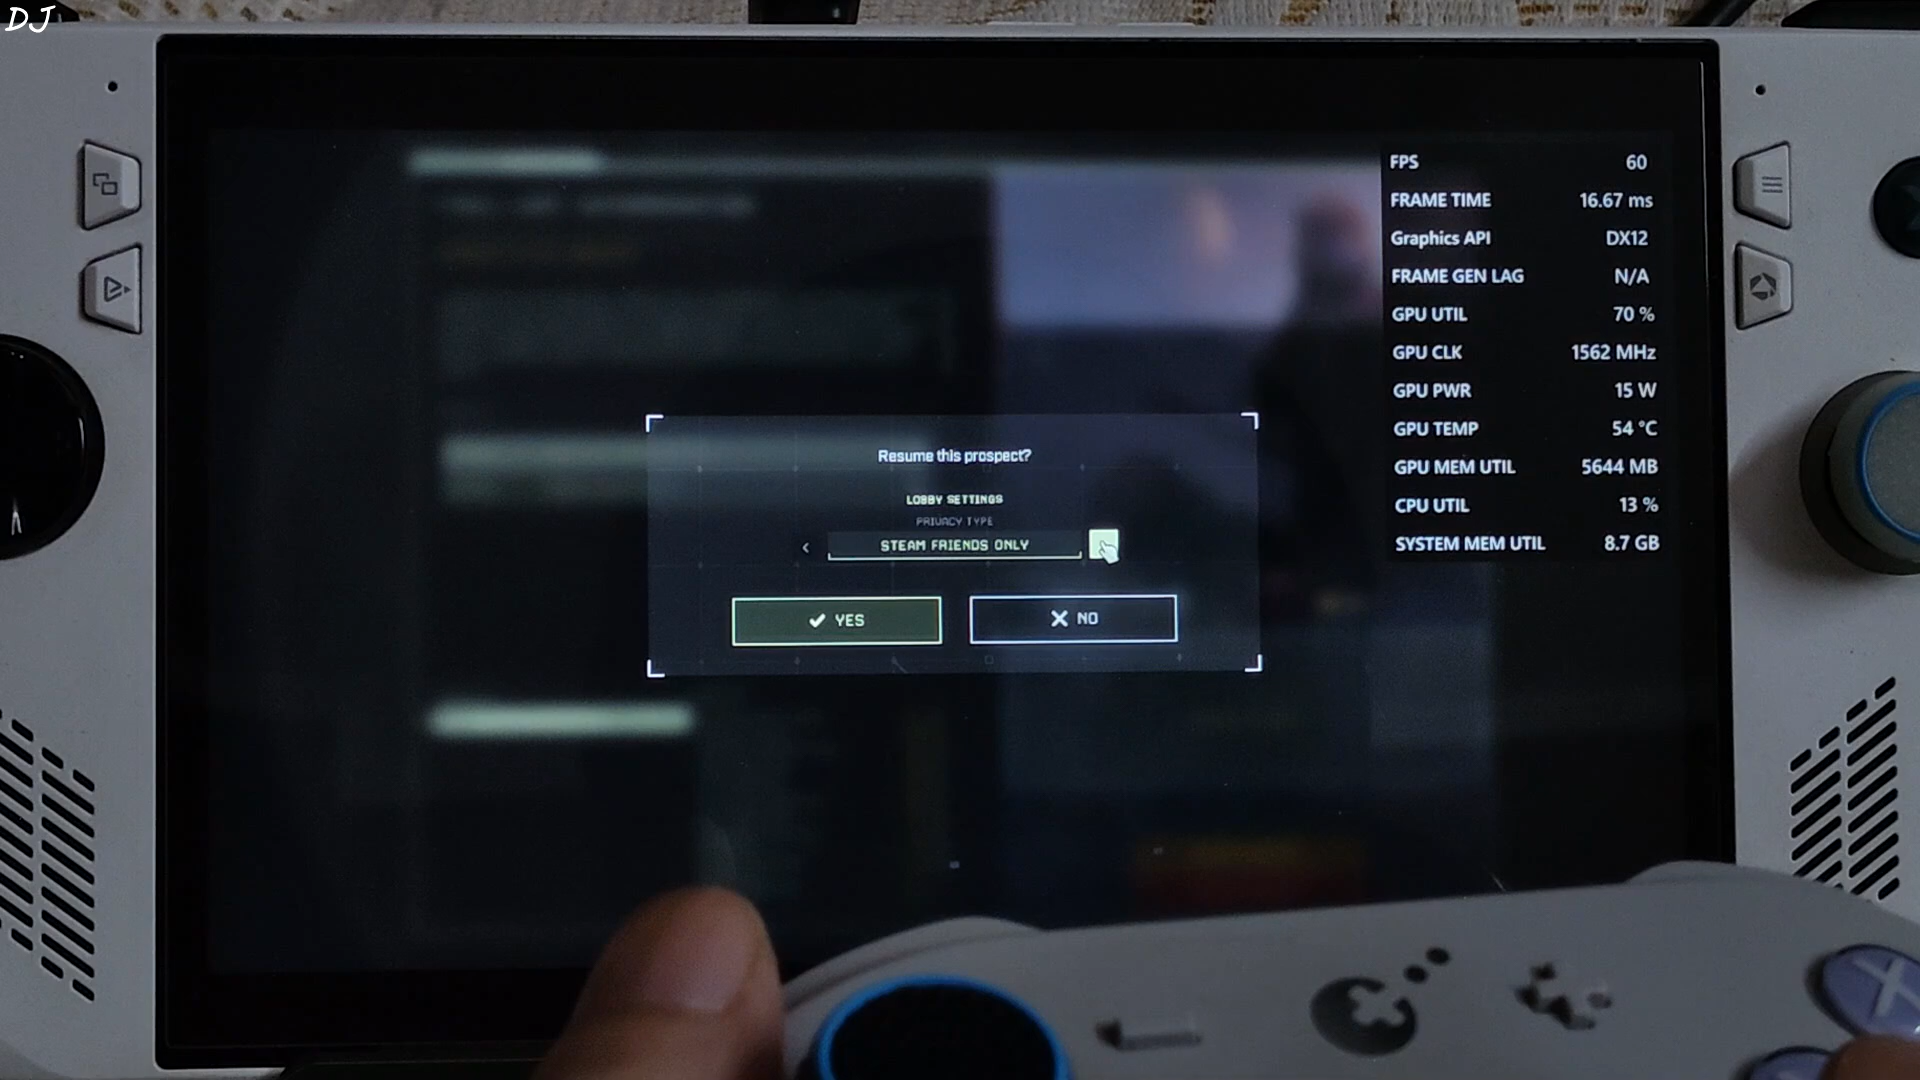 DJ
FPS 60
FRAME TIME 16.67 ms
Graphics API DX12
FRAME GEN LAG N/A
GPU UTIL 70 %
GPU CLK 1562 MHz
GPU PWR 15 W
GPU TEMP 54 °C
GPU MEM UTIL 5644 MB
CPU UTIL 13 %
SYSTEM MEM UTIL 8.7 GB
Resume this prospect?
LOBBY SETTINGS
PRIVACY TYPE
< STEAM FRIENDS ONLY
YES
NO
X